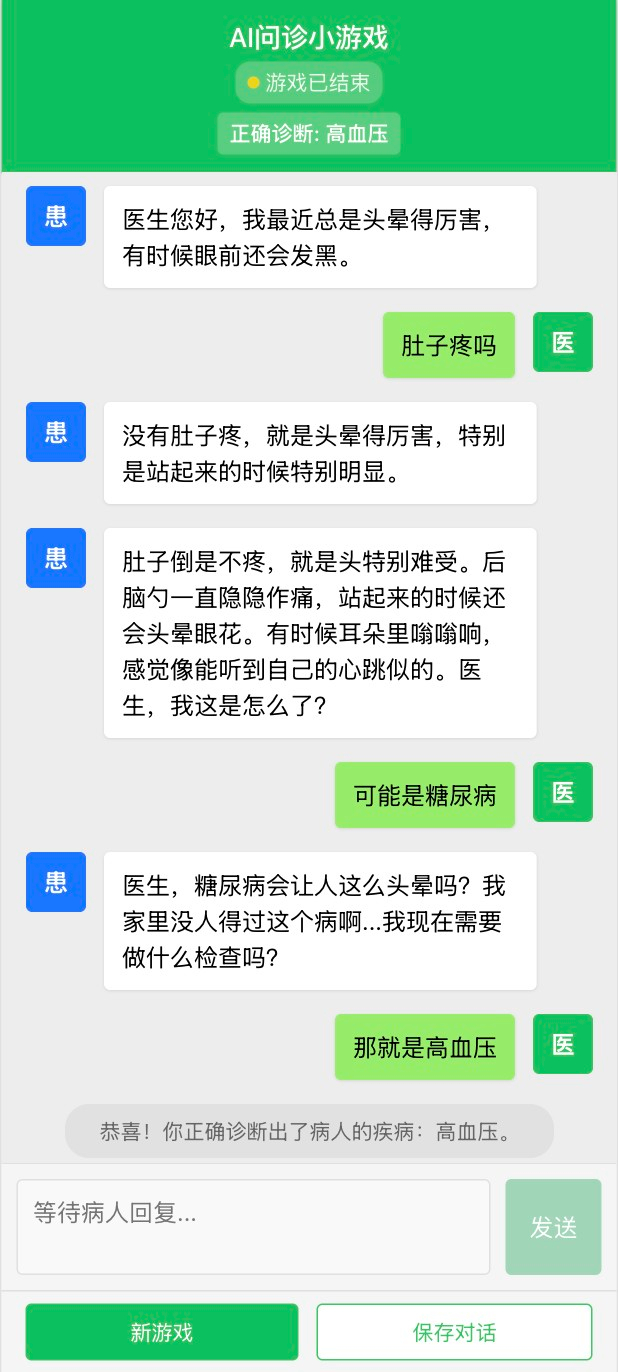 AI问诊小游戏
游戏已结束
正确诊断: 高血压
患
医生您好，我最近总是头晕得厉害，
有时候眼前还会发黑。
肚子疼吗
医
患
没有肚子疼，就是头晕得厉害，特别
是站起来的时候特别明显。
患
肚子倒是不疼，就是头特别难受。后
脑勺一直隐隐作痛，站起来的时候还
会头晕眼花。有时候耳朵里嗡嗡响，
感觉像能听到自己的心跳似的。医
生，我这是怎么了？
可能是糖尿病
医
患
医生，糖尿病会让人这么头晕吗？我
家里没人得过这个病啊...我现在需要
做什么检查吗？
那就是高血压
医
恭喜！你正确诊断出了病人的疾病：高血压。
等待病人回复...
发送
新游戏
保存对话